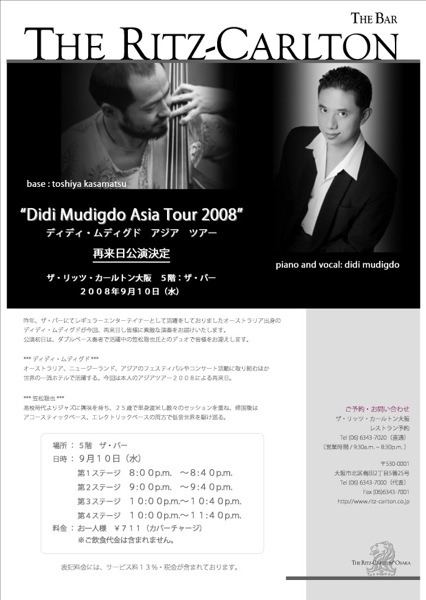 THE BAR
THE RITZ-CARLTON
base : toshiya kasamatsu
“Didi Mudigdo Asia Tour 2008”
ディディ・ムディグド アジア ツアー
再来日公演決定
ザ・リッツ・カールトン大阪 5階：ザ・バー
２００８年９月１０日（水）
piano and vocal: didi mudigdo
昨年、ザ・バーにてレギュラーエンターテイナーとして活躍をしておりましたオーストラリア出身の
ディディ・ムディグドが今回、再来日し皆様に素敵な演奏をお届けいたします。
公演初日は、ダブルベース奏者で活躍中の笠松聡也氏とのデュオで皆様をお迎えします。
*** ディディ・ムディグド ***
オーストラリア、ニュージーランド、アジアのフェスティバルやコンサート活動に取り組むほか
世界の一流ホテルで活躍する。今回は本人のアジアツアー２００８による再来日。
*** 笠松聡也 ***
高校時代よりジャズに興味を持ち、２５歳で単身渡米し数々のセッションを重ね、帰国後は
アコースティックベース、エレクトリックベースの両方で仙台世界を駆け巡る。
場所 ： ５階 ザ・バー
日時 ： ９月１０日（水）
第１ステージ 8：00p.m. ～8：40p.m.
第２ステージ 9：00p.m. ～9：40p.m.
第３ステージ 10：00p.m.～10：40p.m.
第４ステージ 10：00p.m.～11：40p.m.
料金 ： お一人様 ￥７１１（カバーチャージ）
※ご飲食代金は含まれません。
表記料金には、サービス料１３％・税金が含まれております。
ご予約・お問い合わせ
ザ・リッツ・カールトン大阪
レストラン予約
Tel (06) 6343-7020（直通）
（営業時間 / 9:30a.m. – 8:30p.m.）
〒530-0001
大阪市北区梅田2丁目5番25号
Tel (06) 6343-7000（代表）
Fax (06)6343-7001
http://www.ritz-carlton.co.jp
THE RITZ-CARLTON, OSAKA